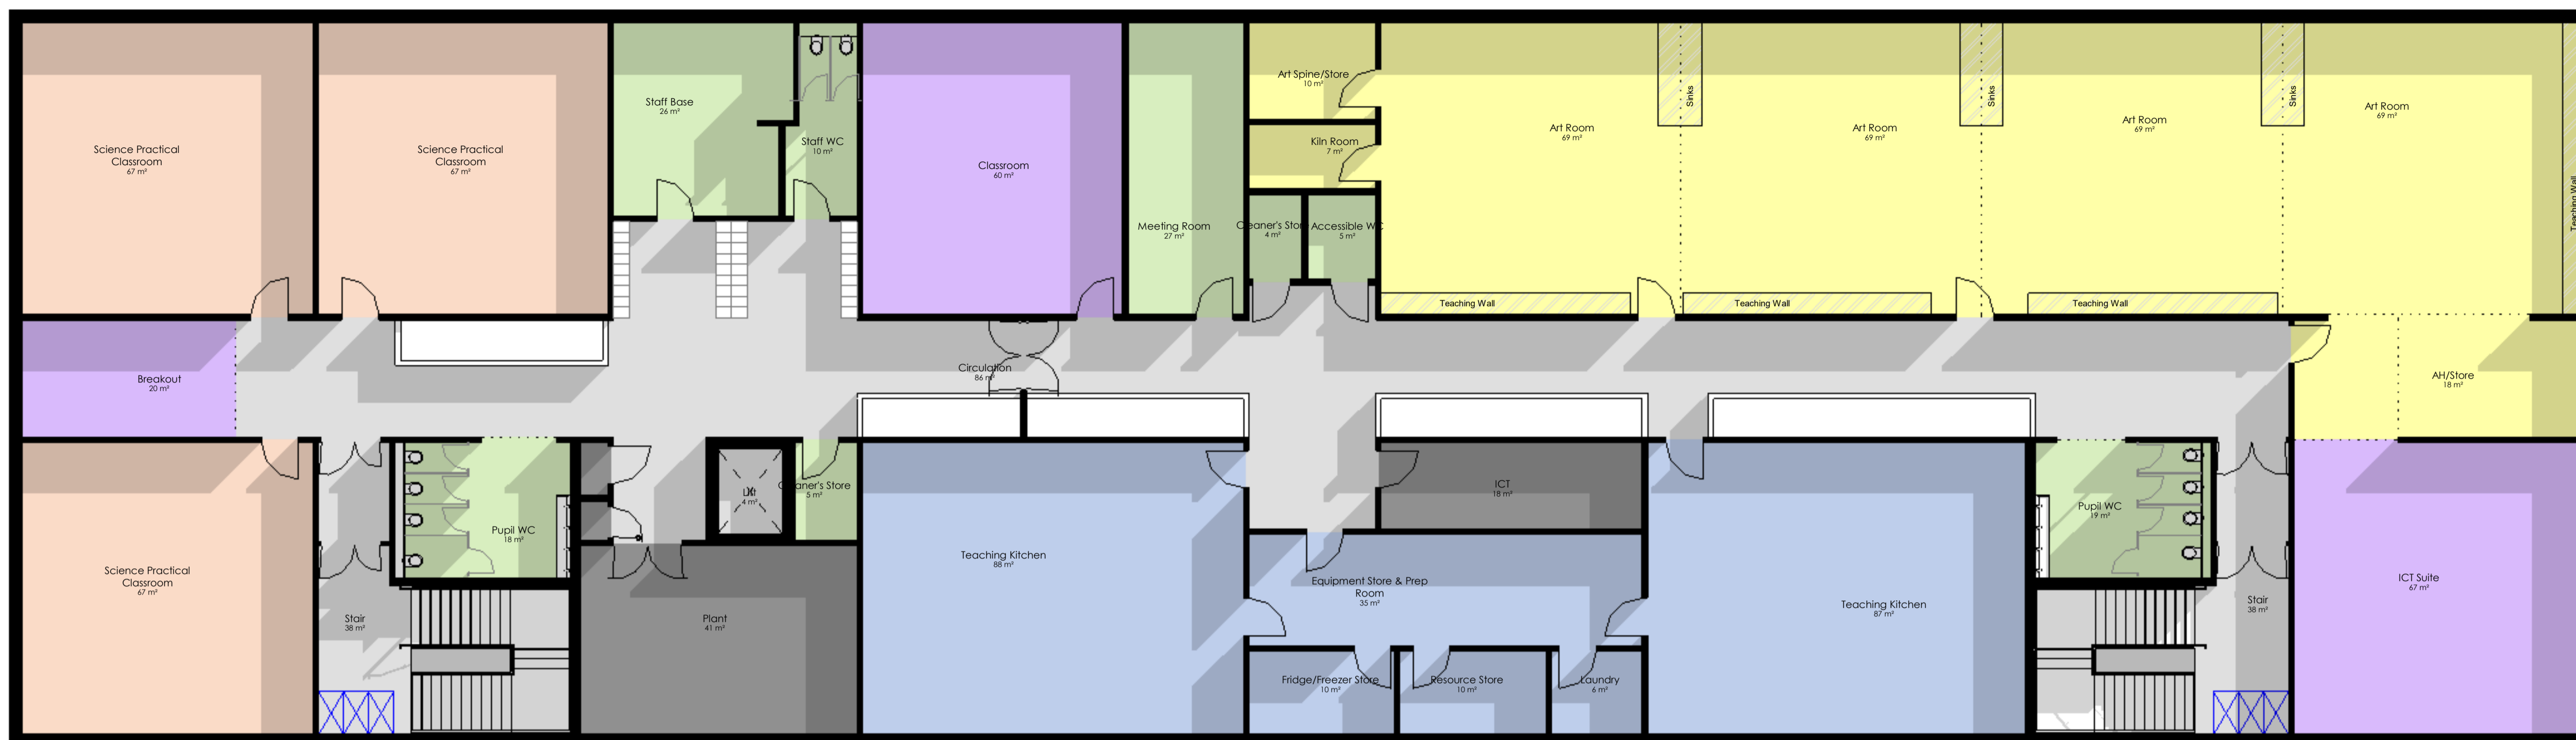 Science Practical
Classroom
67 m²
Science Practical
Classroom
67 m²
Staff Base
26 m²
Staff WC
10 m²
Classroom
60 m²
Meeting Room
27 m²
Art Spine/Store
10 m²
Kiln Room
7 m²
Cleaner's Store
4 m²
Accessible WC
5 m²
Art Room
69 m²
Sinks
Art Room
69 m²
Sinks
Art Room
69 m²
Sinks
Art Room
69 m²
Teaching Wall
Teaching Wall
Teaching Wall
Teaching Wall
Breakout
20 m²
Circulation
86 m²
AH/Store
18 m²
Science Practical
Classroom
67 m²
Stair
38 m²
Pupil WC
18 m²
Plant
41 m²
Lift
4 m²
Cleaner's Store
5 m²
Teaching Kitchen
88 m²
ICT
18 m²
Equipment Store & Prep
Room
35 m²
Fridge/Freezer Store
10 m²
Resource Store
10 m²
Laundry
6 m²
Teaching Kitchen
87 m²
Pupil WC
19 m²
Stair
38 m²
ICT Suite
67 m²